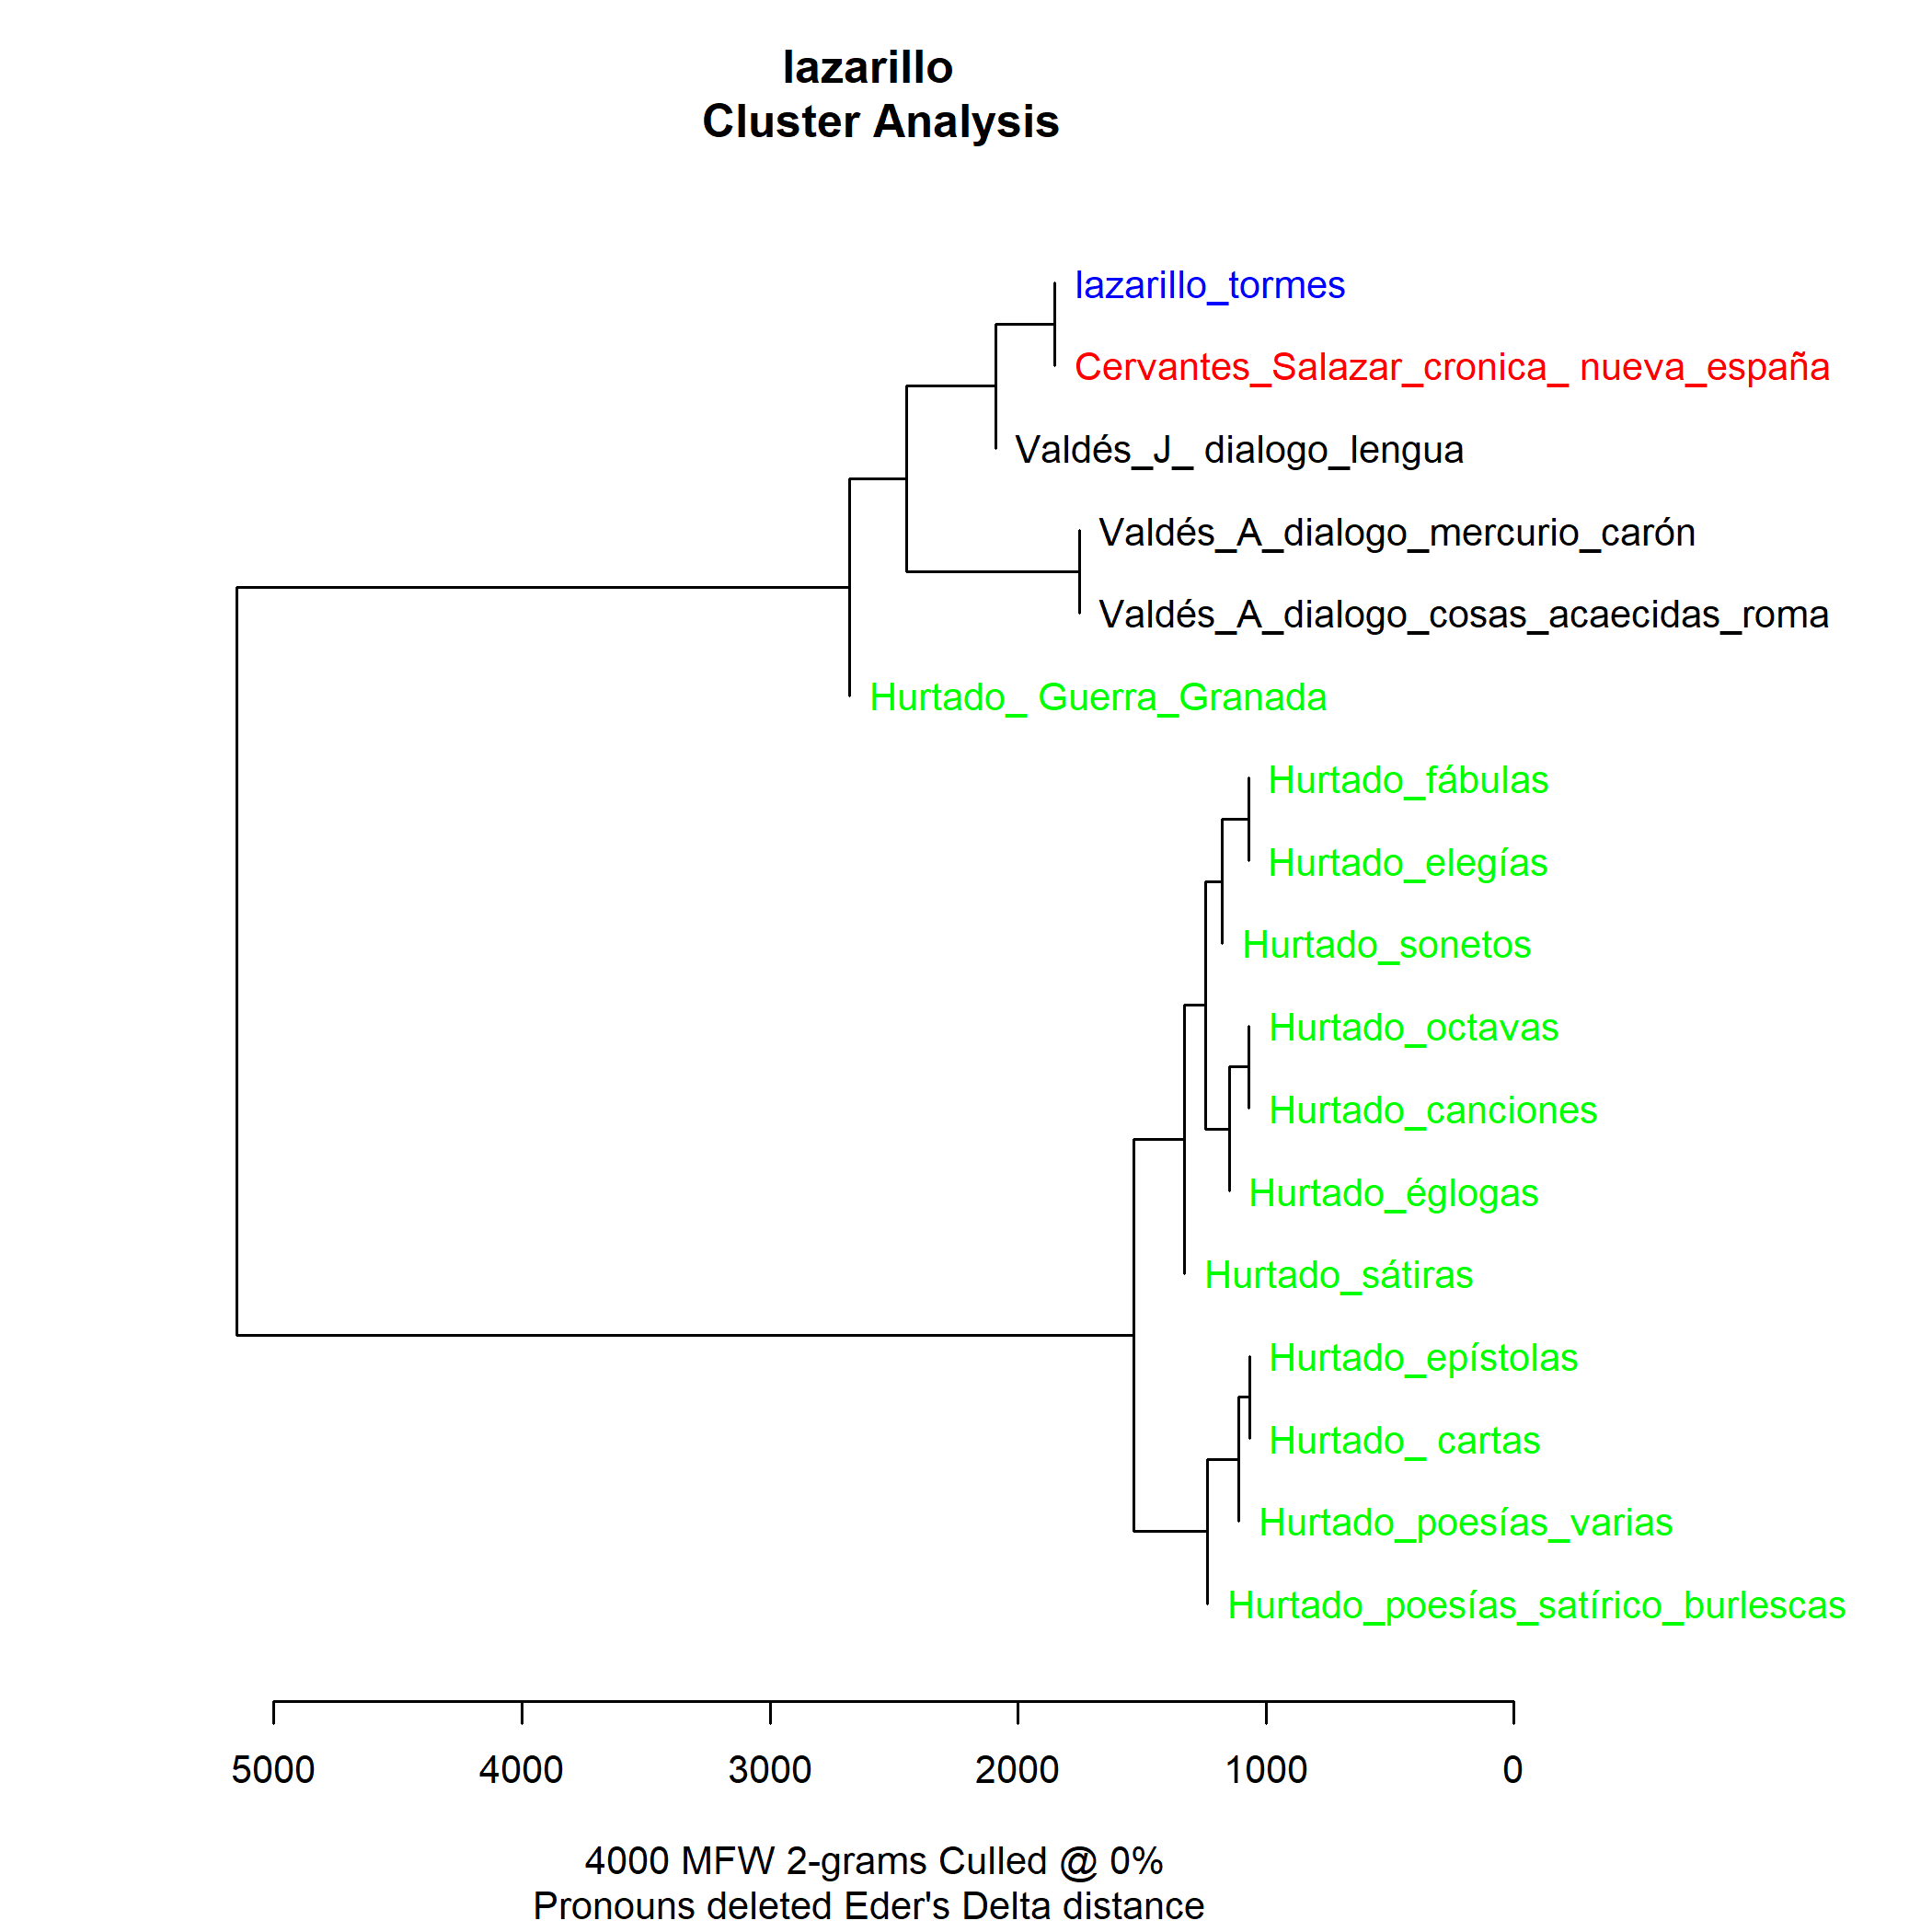 lazarillo
Cluster Analysis
lazarillo_tormes
Cervantes_Salazar_cronica_ nueva_españa
Valdés_J_ dialogo_lengua
Valdés_A_dialogo_mercurio_carón
Valdés_A_dialogo_cosas_acaecidas_roma
Hurtado_ Guerra_Granada
Hurtado_fábulas
Hurtado_elegías
Hurtado_sonetos
Hurtado_octavas
Hurtado_canciones
Hurtado_églogas
Hurtado_sátiras
Hurtado_epístolas
Hurtado_ cartas
Hurtado_poesías_varias
Hurtado_poesías_satírico_burlescas
5000 4000 3000 2000 1000 0
4000 MFW 2-grams Culled @ 0%
Pronouns deleted Eder's Delta distance